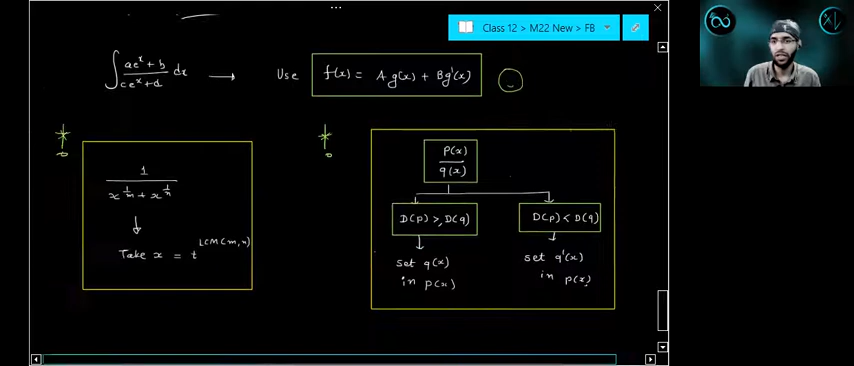 Class 12 > M22 New > FB
∫ (ae^x + b)/(ce^x + d) dx → Use f(x) = A g(x) + B g'(x)
1/(x^(1/m) + x^(1/n))
Take x = t^LCM(m,n)
P(x)/q(x)
D(p) ≥ D(q)
D(p) < D(q)
set q(x)
in p(x)
set q'(x)
in p(x)